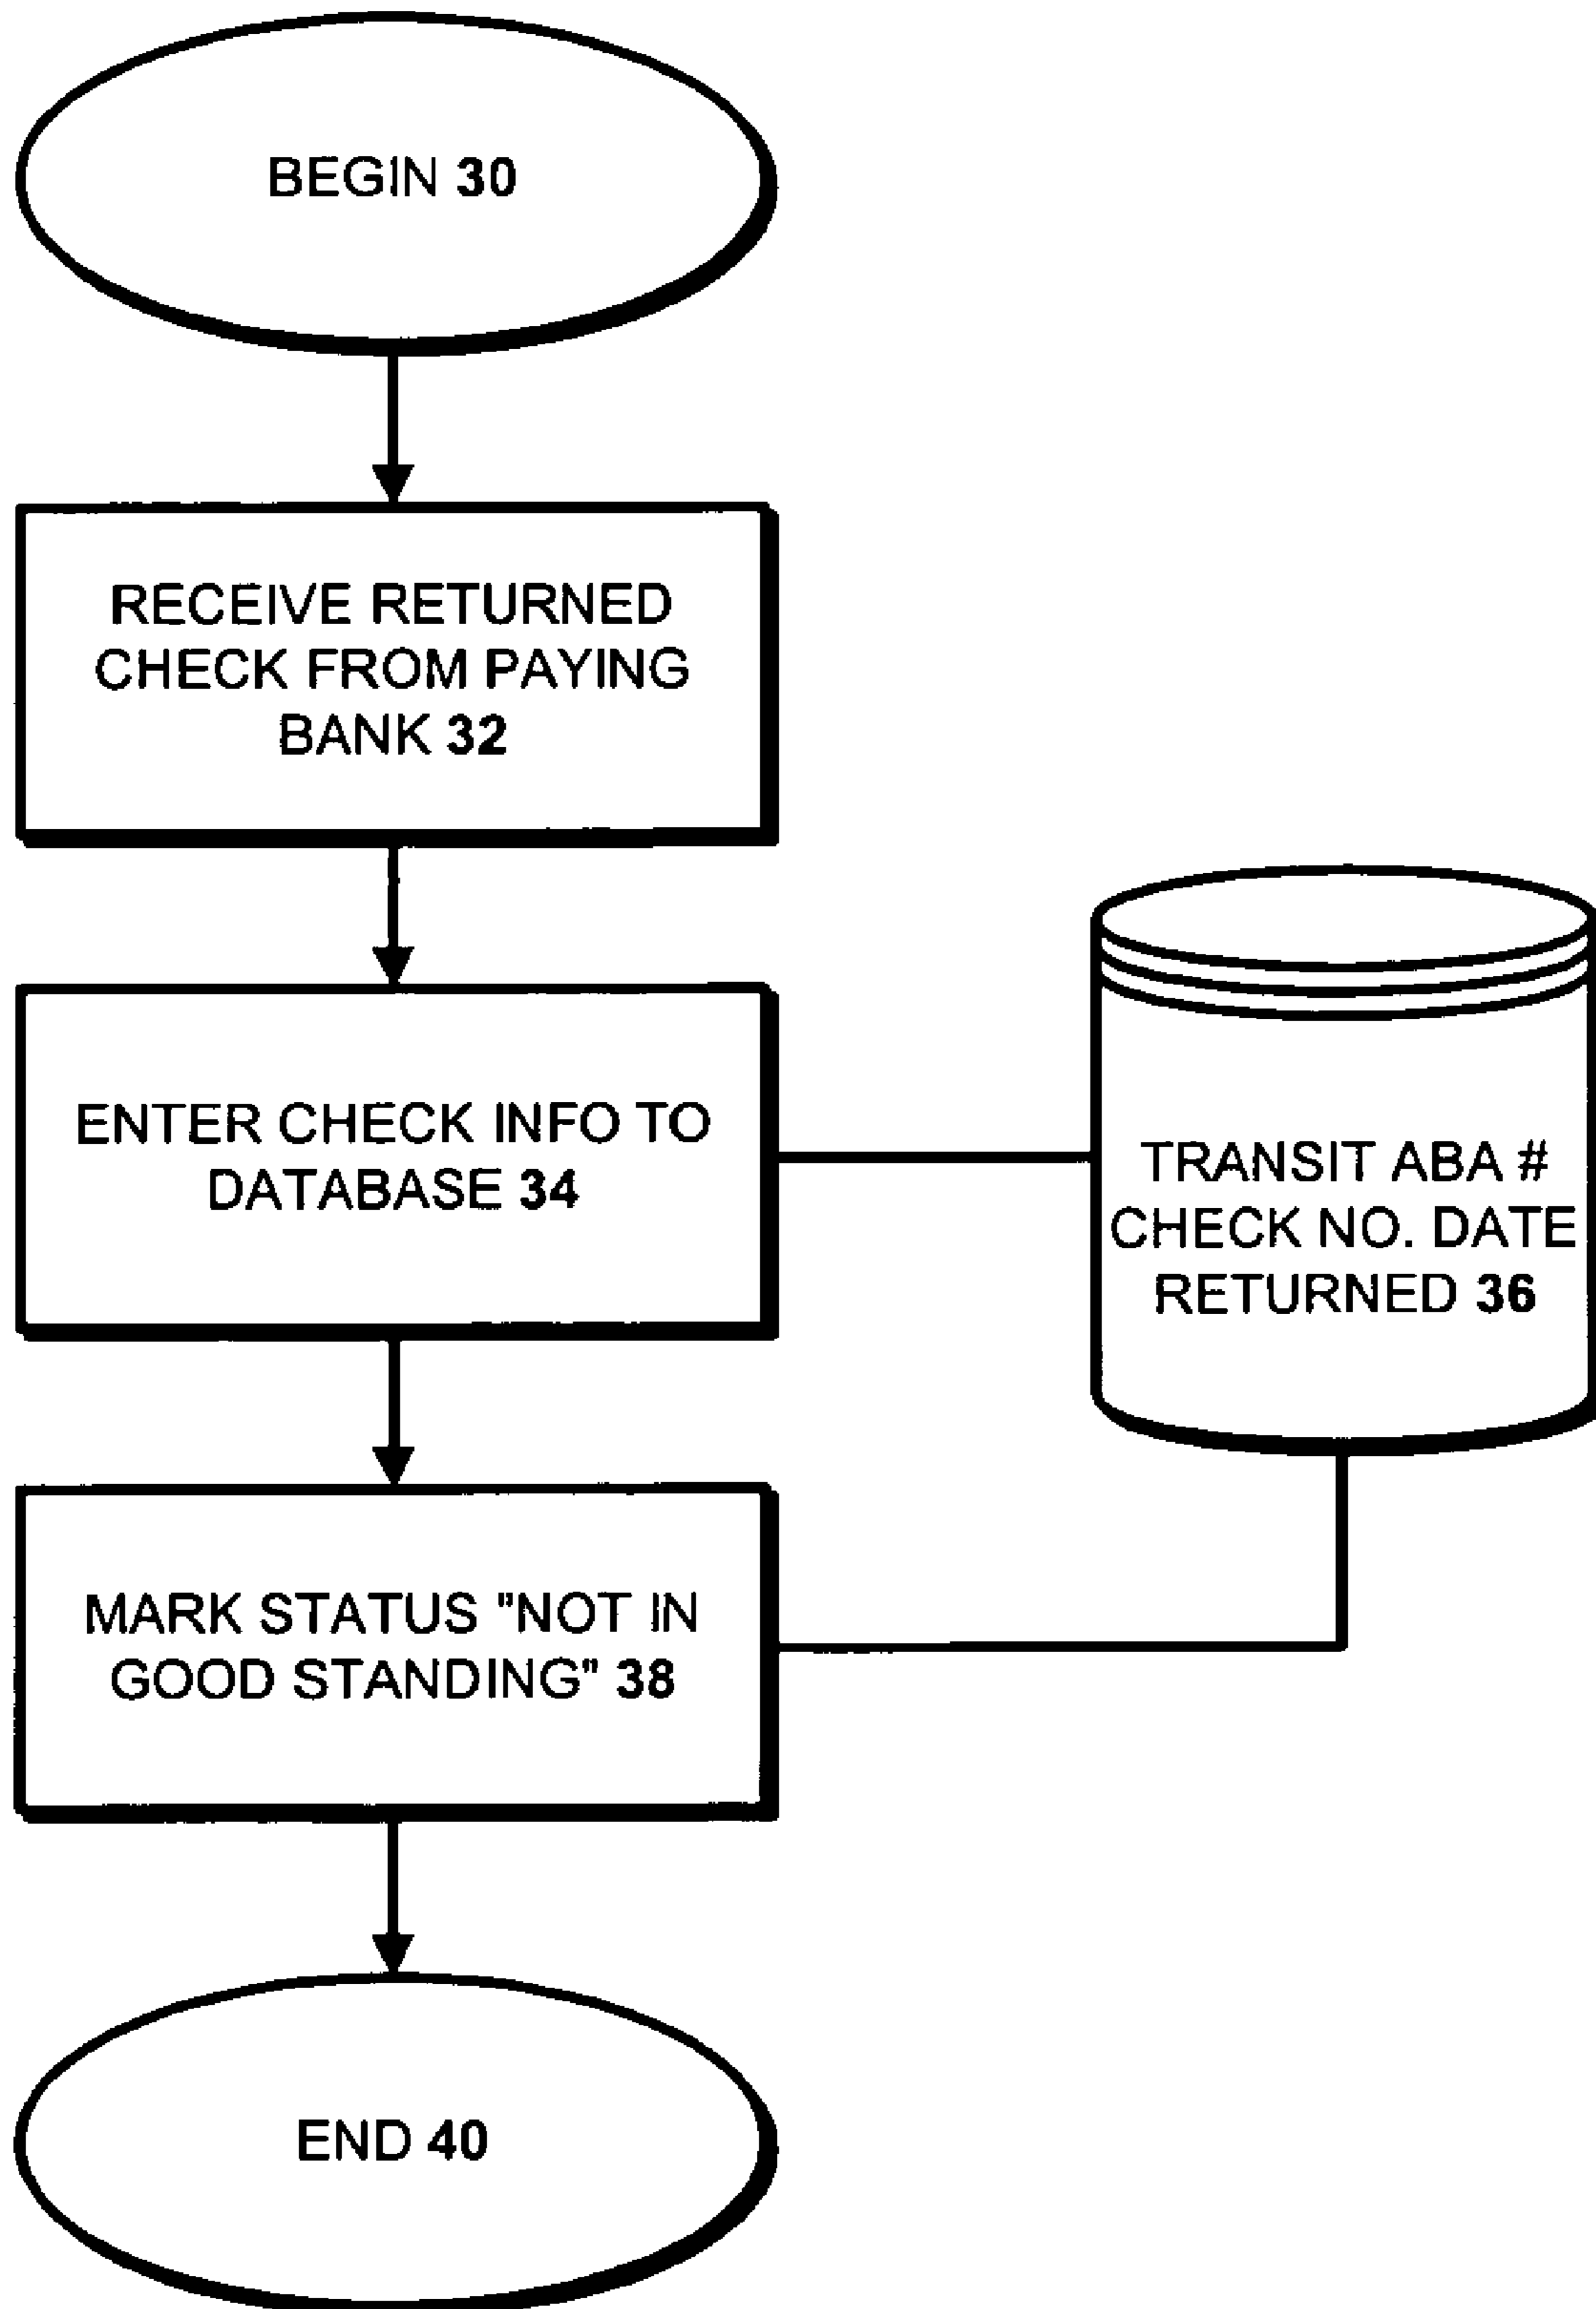 BEGIN 30
RECEIVE RETURNED
CHECK FROM PAYING
BANK 32
ENTER CHECK INFO TO
DATABASE 34
TRANSIT ABA #
CHECK NO. DATE
RETURNED 36
MARK STATUS "NOT IN
GOOD STANDING" 38
END 40